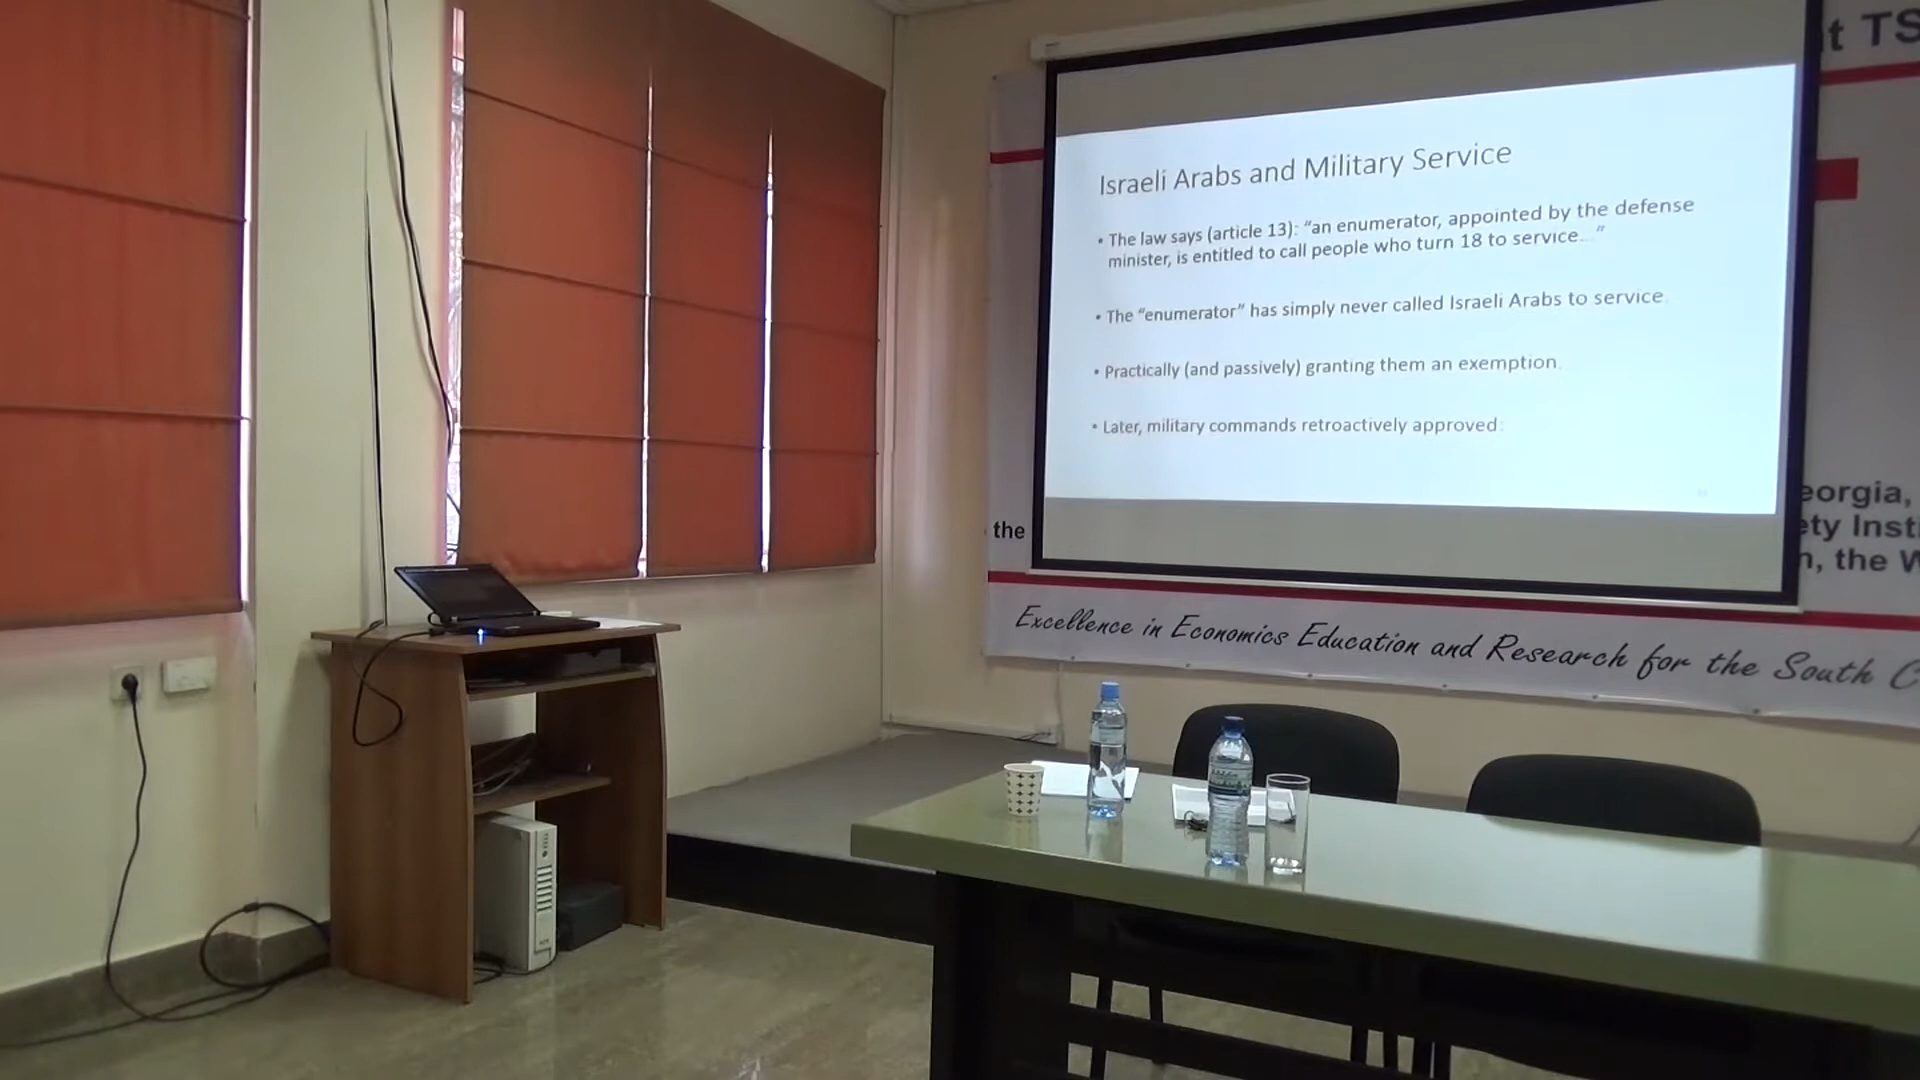 t TS
Israeli Arabs and Military Service
• The law says (article 13): “an enumerator, appointed by the defense
minister, is entitled to call people who turn 18 to service...”
• The “enumerator” has simply never called Israeli Arabs to service.
• Practically (and passively) granting them an exemption.
• Later, military commands retroactively approved.
the
eorgia,
ety Inst
n, the W
Excellence in Economics Education and Research for the South C